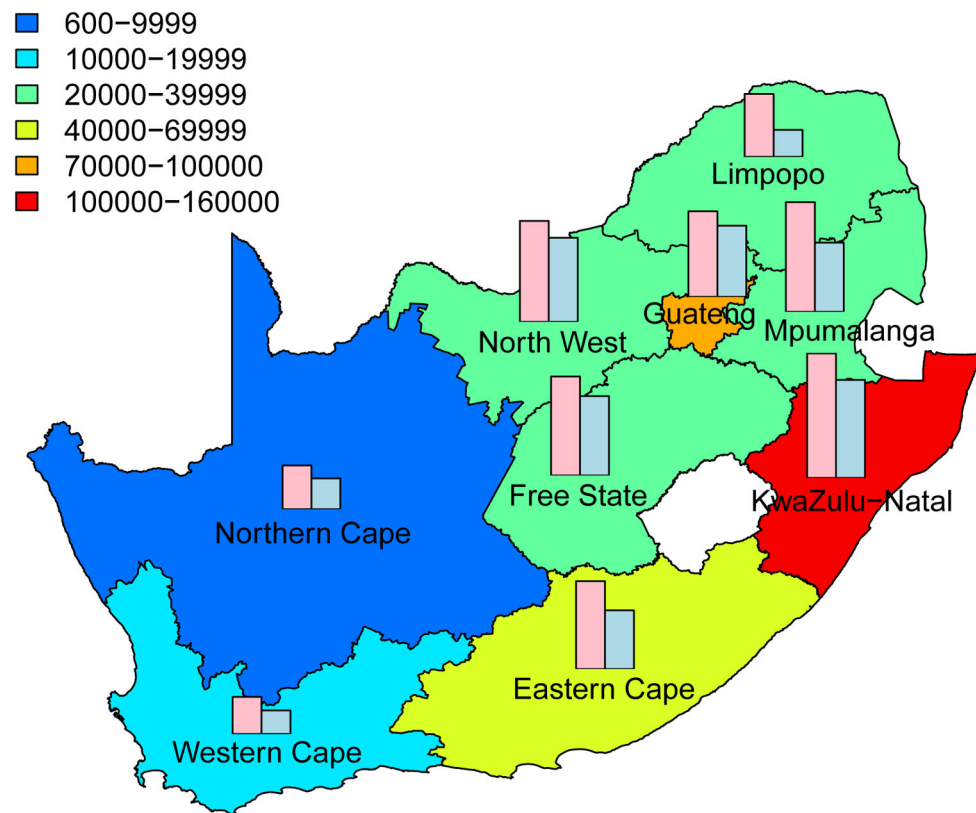 600−9999
10000−19999
20000−39999
40000−69999
70000−100000
100000−160000
Limpopo
Guateng
Mpumalanga
North West
Free State
KwaZulu−Natal
Northern Cape
Eastern Cape
Western Cape